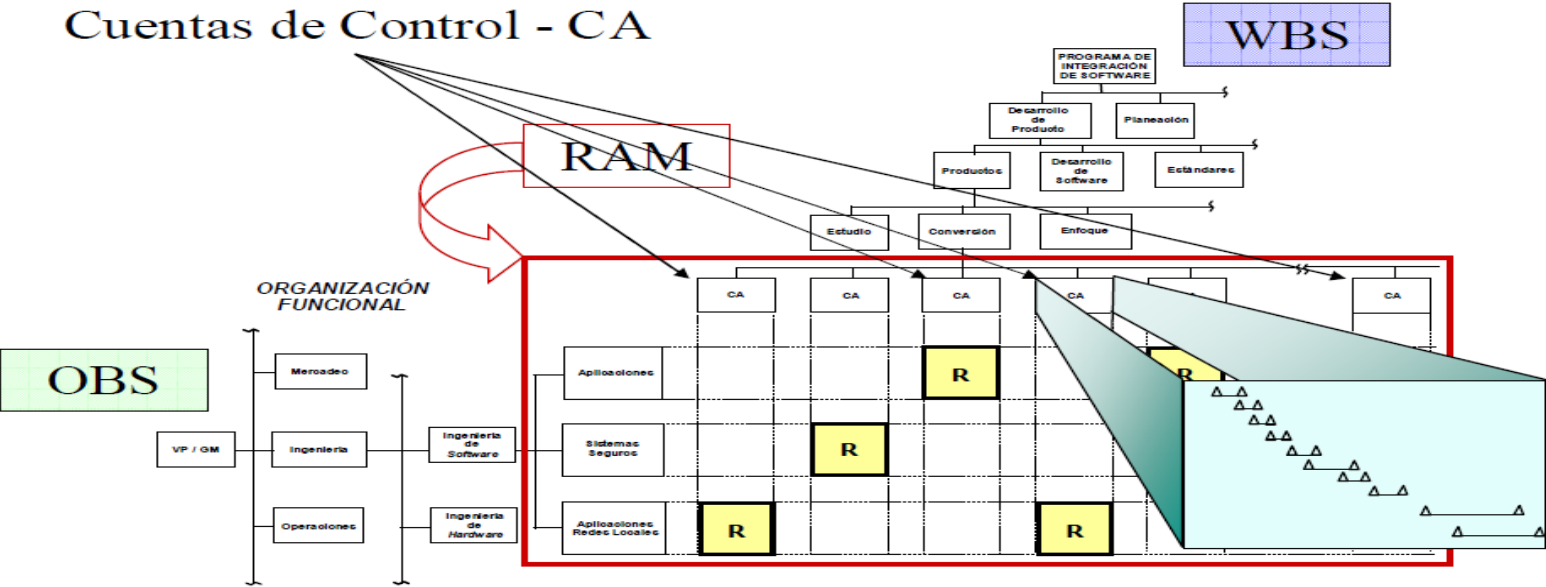 Cuentas de Control - CA
WBS
PROGRAMA DE
INTEGRACIÓN
DE SOFTWARE
Desarrollo
de
Producto
Planeación
RAM
Productos
Desarrollo
de
Software
Estándares
Estudio
Conversión
Enfoque
ORGANIZACIÓN
FUNCIONAL
CA
CA
CA
CA
CA
OBS
Mercadeo
Aplicaciones
R
R
VP / GM
Ingeniería
Ingeniería
de
Software
Sistemas
Seguros
R
Operaciones
Ingeniería
de
Hardware
Aplicaciones
Redes Locales
R
R